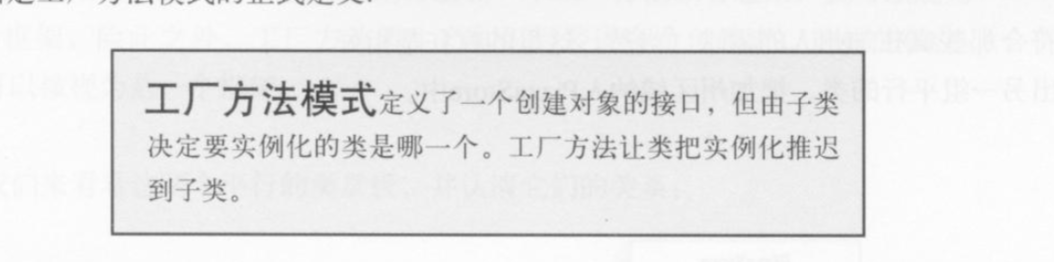 工厂方法模式定义了一个创建对象的接口，但由子类
决定要实例化的类是哪一个。工厂方法让类把实例化推迟
到子类。